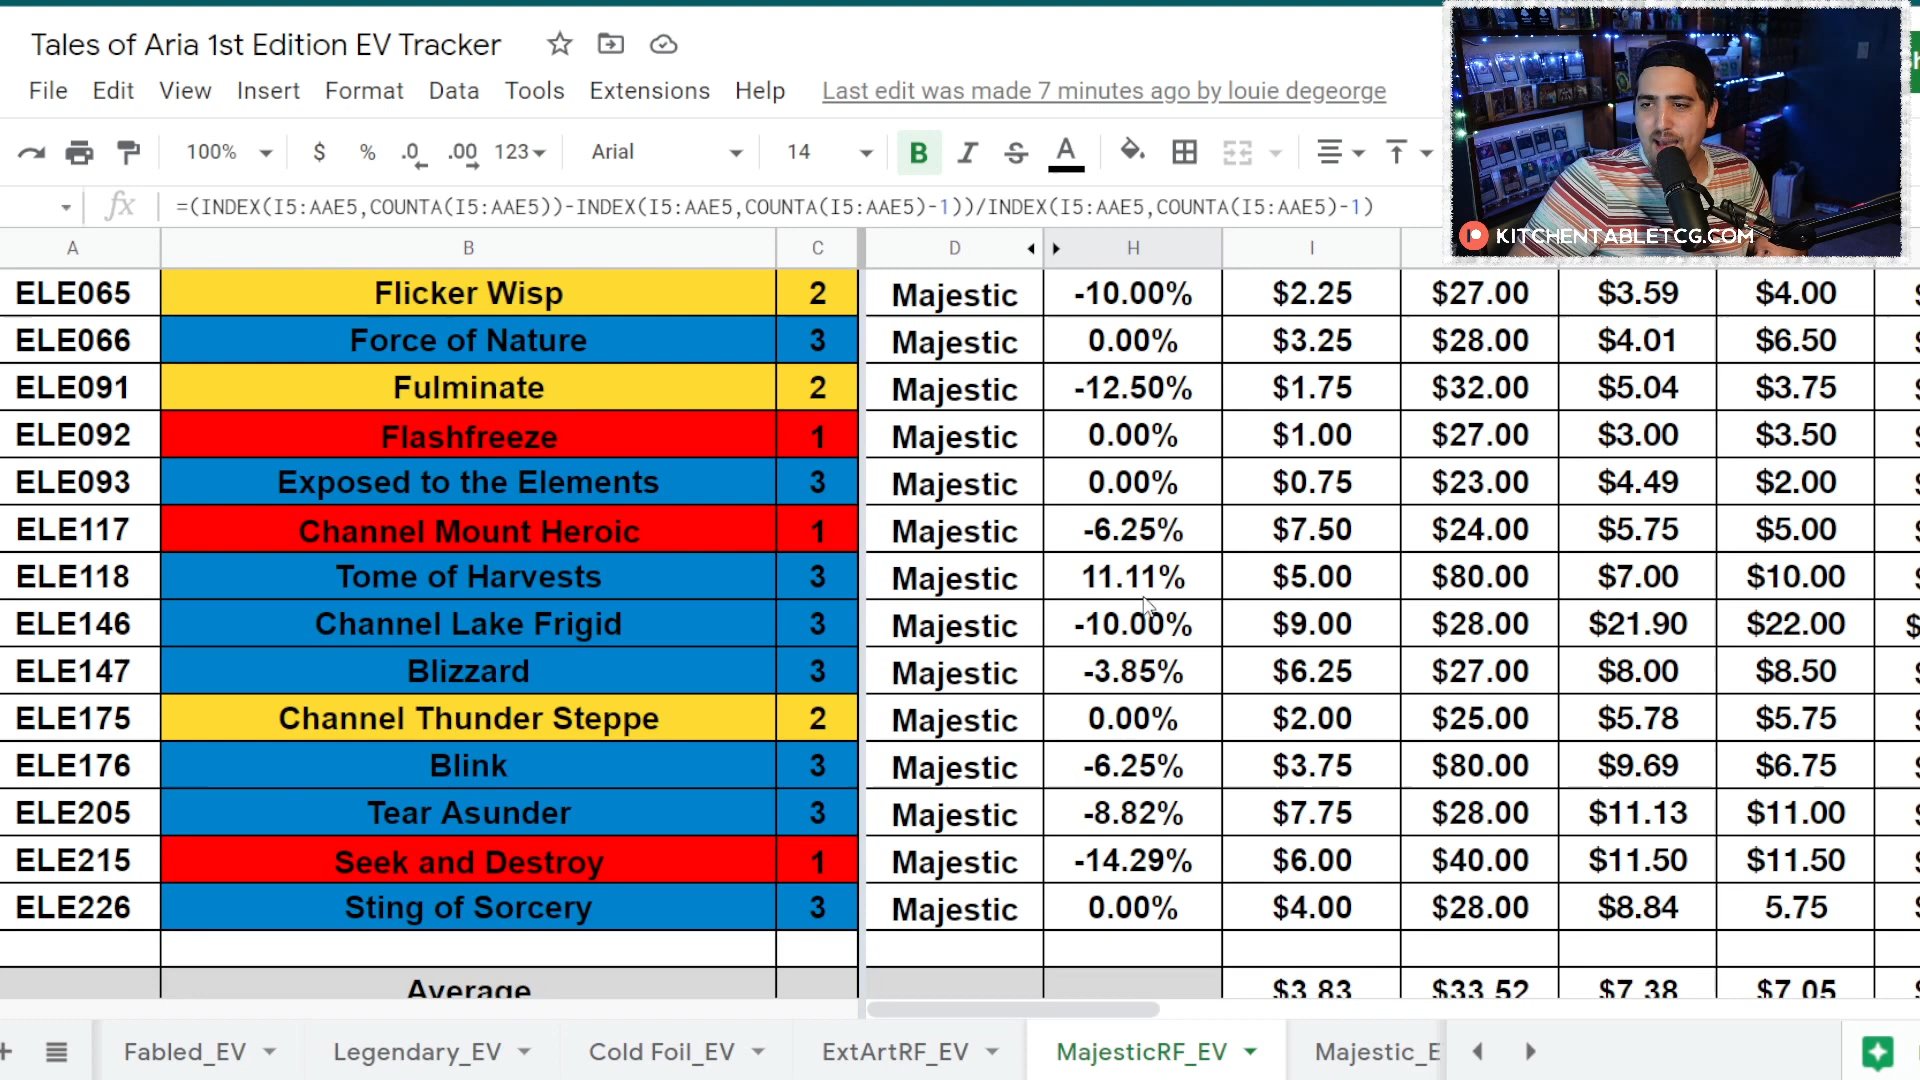 Tales of Aria 1st Edition EV Tracker
File Edit View Insert Format Data Tools Extensions Help Last edit was made 7 minutes ago by louie degeorge
100% $ % .0 .00 123 Arial 14 B I S A
fx =(INDEX(I5:AAE5,COUNTA(I5:AAE5))-INDEX(I5:AAE5,COUNTA(I5:AAE5)-1))/INDEX(I5:AAE5,COUNTA(I5:AAE5)-1)
KITCHENTABLETCG.COM
A B C D H I
ELE065 Flicker Wisp 2 Majestic -10.00% $2.25 $27.00 $3.59 $4.00
ELE066 Force of Nature 3 Majestic 0.00% $3.25 $28.00 $4.01 $6.50
ELE091 Fulminate 2 Majestic -12.50% $1.75 $32.00 $5.04 $3.75
ELE092 Flashfreeze 1 Majestic 0.00% $1.00 $27.00 $3.00 $3.50
ELE093 Exposed to the Elements 3 Majestic 0.00% $0.75 $23.00 $4.49 $2.00
ELE117 Channel Mount Heroic 1 Majestic -6.25% $7.50 $24.00 $5.75 $5.00
ELE118 Tome of Harvests 3 Majestic 11.11% $5.00 $80.00 $7.00 $10.00
ELE146 Channel Lake Frigid 3 Majestic -10.00% $9.00 $28.00 $21.90 $22.00 $
ELE147 Blizzard 3 Majestic -3.85% $6.25 $27.00 $8.00 $8.50
ELE175 Channel Thunder Steppe 2 Majestic 0.00% $2.00 $25.00 $5.78 $5.75
ELE176 Blink 3 Majestic -6.25% $3.75 $80.00 $9.69 $6.75
ELE205 Tear Asunder 3 Majestic -8.82% $7.75 $28.00 $11.13 $11.00
ELE215 Seek and Destroy 1 Majestic -14.29% $6.00 $40.00 $11.50 $11.50
ELE226 Sting of Sorcery 3 Majestic 0.00% $4.00 $28.00 $8.84 5.75
Average $3.83 $33.52 $7.38 $7.05
Fabled_EV Legendary_EV Cold Foil_EV ExtArtRF_EV MajesticRF_EV Majestic_E